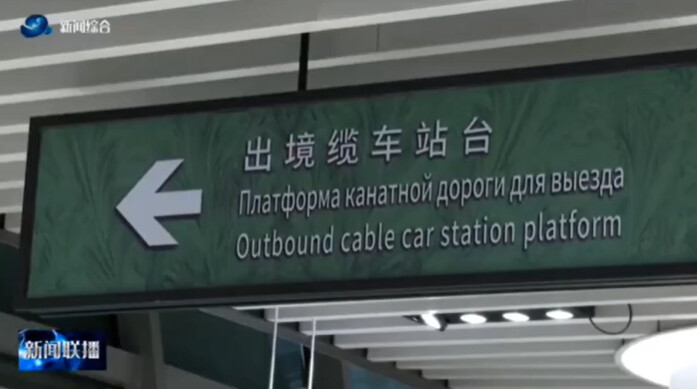 新闻综合
出境缆车站台
Платформа канатной дороги для выезда
Outbound cable car station platform
新闻联播